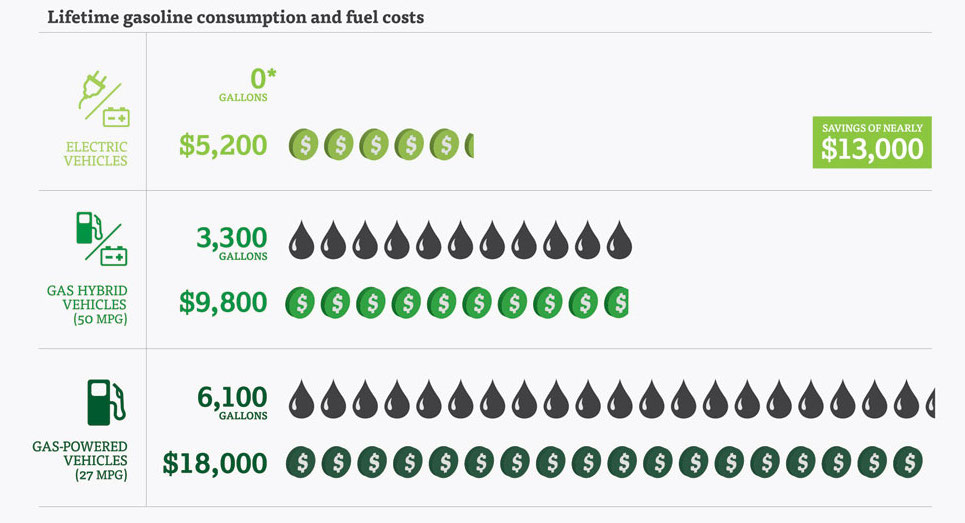 Lifetime gasoline consumption and fuel costs
0*
GALLONS
ELECTRIC
VEHICLES
$5,200
SAVINGS OF NEARLY
$13,000
3,300
GALLONS
GAS HYBRID
VEHICLES
(50 MPG)
$9,800
6,100
GALLONS
GAS-POWERED
VEHICLES
(27 MPG)
$18,000